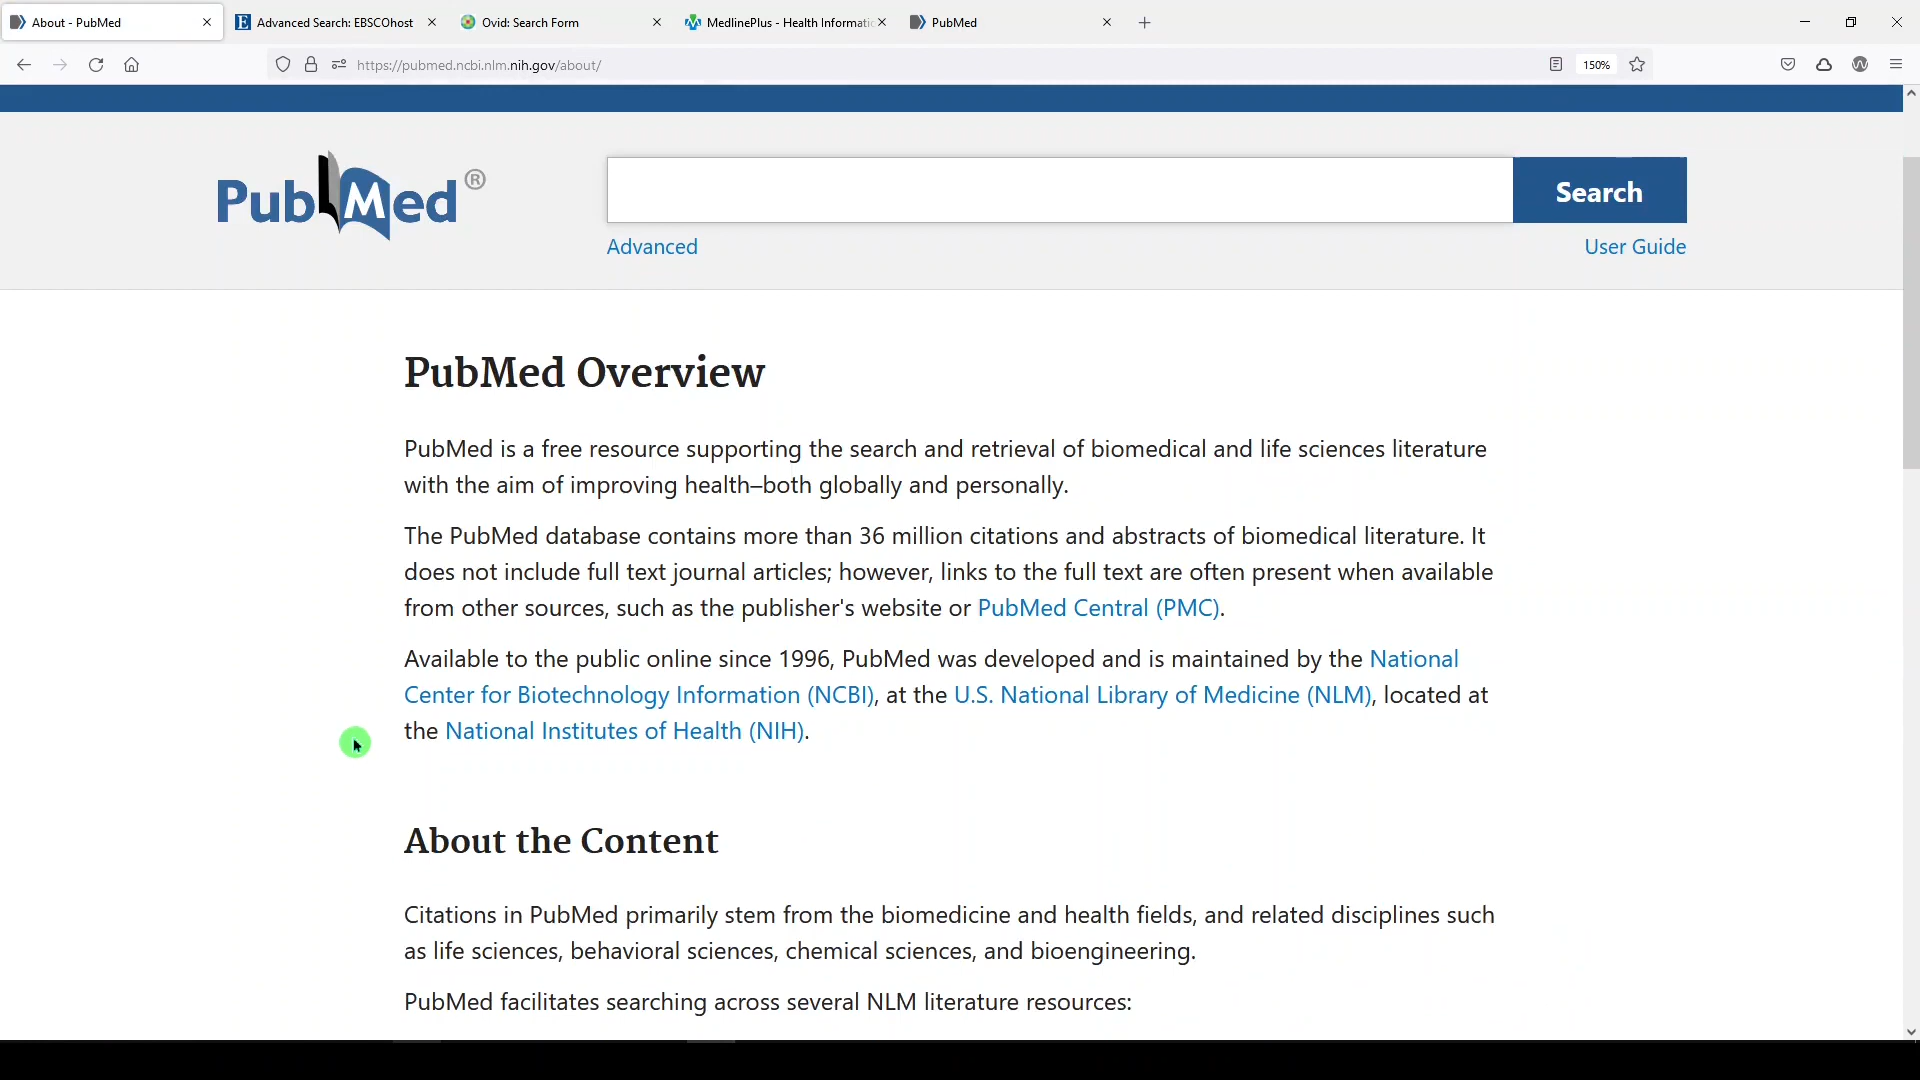 About - PubMed
Advanced Search: EBSCOhost
Ovid: Search Form
MedlinePlus - Health Informatic
PubMed
https://pubmed.ncbi.nlm.nih.gov/about/
150%
PubMed®
Search
Advanced
User Guide
PubMed Overview
PubMed is a free resource supporting the search and retrieval of biomedical and life sciences literature
with the aim of improving health–both globally and personally.
The PubMed database contains more than 36 million citations and abstracts of biomedical literature. It
does not include full text journal articles; however, links to the full text are often present when available
from other sources, such as the publisher's website or PubMed Central (PMC).
Available to the public online since 1996, PubMed was developed and is maintained by the National
Center for Biotechnology Information (NCBI), at the U.S. National Library of Medicine (NLM), located at
the National Institutes of Health (NIH).
About the Content
Citations in PubMed primarily stem from the biomedicine and health fields, and related disciplines such
as life sciences, behavioral sciences, chemical sciences, and bioengineering.
PubMed facilitates searching across several NLM literature resources: